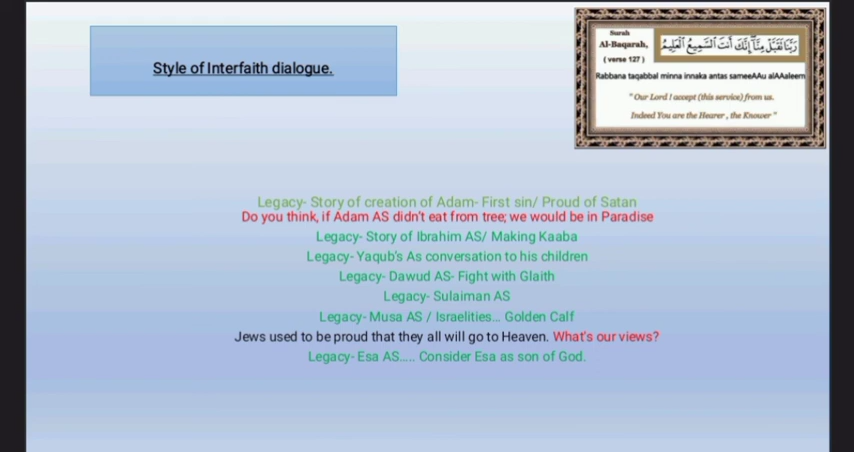 Style of Interfaith dialogue.
Surah
Al-Baqarah,
( verse 127 )
رَبَّنَا تَقَبَّلْ مِنَّا إِنَّكَ أَنْتَ السَّمِيعُ الْعَلِيمُ
Rabbana taqabbal minna innaka antas sameeAAu alAAaleem
" Our Lord ! accept (this service) from us.
Indeed You are the Hearer , the Knower "
Legacy- Story of creation of Adam- First sin/ Proud of Satan
Do you think, if Adam AS didn't eat from tree; we would be in Paradise
Legacy- Story of Ibrahim AS/ Making Kaaba
Legacy- Yaqub's As conversation to his children
Legacy- Dawud AS- Fight with Glaith
Legacy- Sulaiman AS
Legacy- Musa AS / Israelities... Golden Calf
Jews used to be proud that they all will go to Heaven. What's our views?
Legacy- Esa AS..... Consider Esa as son of God.